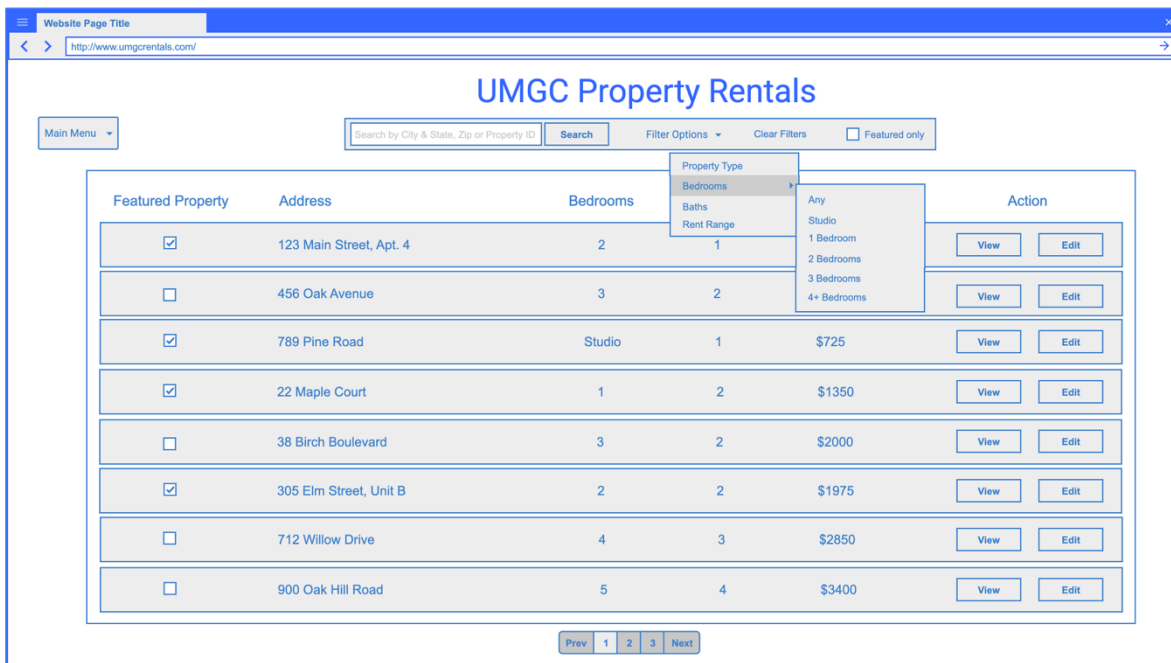 Website Page Title
http://www.umgcrentals.com/
UMGC Property Rentals
Main Menu
Search by City & State, Zip or Property ID Search Filter Options Clear Filters Featured only
Property Type
Bedrooms
Baths
Rent Range
Any
Studio
1 Bedroom
2 Bedrooms
3 Bedrooms
4+ Bedrooms
Featured Property Address Bedrooms Action
123 Main Street, Apt. 4 2 1 View Edit
456 Oak Avenue 3 2 View Edit
789 Pine Road Studio 1 $725 View Edit
22 Maple Court 1 2 $1350 View Edit
38 Birch Boulevard 3 2 $2000 View Edit
305 Elm Street, Unit B 2 2 $1975 View Edit
712 Willow Drive 4 3 $2850 View Edit
900 Oak Hill Road 5 4 $3400 View Edit
Prev 1 2 3 Next